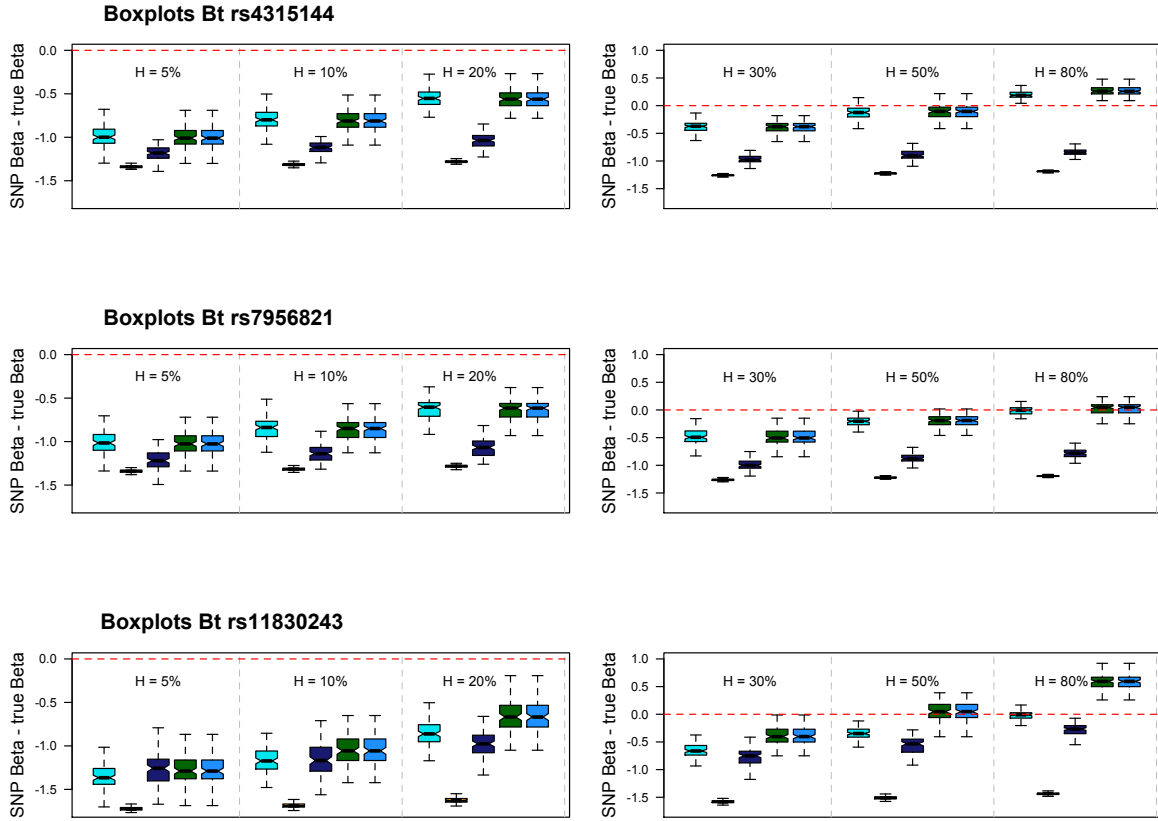 Boxplots Bt rs4315144
SNP Beta - true Beta
0.0
-0.5
-1.0
-1.5
H = 5%
H = 10%
H = 20%
SNP Beta - true Beta
1.0
0.5
0.0
-0.5
-1.0
-1.5
H = 30%
H = 50%
H = 80%
Boxplots Bt rs7956821
SNP Beta - true Beta
0.0
-0.5
-1.0
-1.5
H = 5%
H = 10%
H = 20%
SNP Beta - true Beta
1.0
0.5
0.0
-0.5
-1.0
-1.5
H = 30%
H = 50%
H = 80%
Boxplots Bt rs11830243
SNP Beta - true Beta
0.0
-0.5
-1.0
-1.5
H = 5%
H = 10%
H = 20%
SNP Beta - true Beta
1.0
0.5
0.0
-0.5
-1.0
-1.5
H = 30%
H = 50%
H = 80%